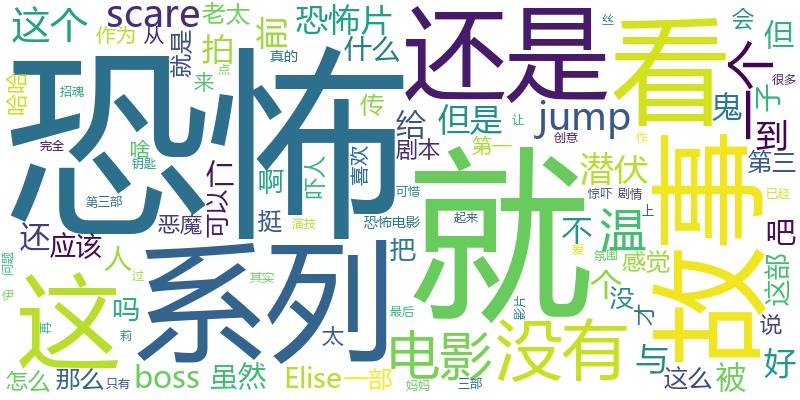 这个
scare
老太
作为
从
就是
前
恐怖片
拍
什么
来
真的
点
哈哈
招魂
恐怖
还是
看
一个
丝
会
但
很多
子
鬼
到
传
给
但是
jump
创意
让
作
完全
啥
钥匙
可以
啊
吓人
喜欢
剧本
第一
潜伏
第三
第三部
还
应该
恶魔
挺
演技
恐怖电影
可惜
起来
惊吓
剧情
已经
不
温
吧
故事
就
系列
这
人
问题
伊
吗
过
再
莉
其实
太
把
最后
电影
没有
影片
爱
氛围
个
感觉
没
才
上
这部
说
与
这么
被
好
怎么
那么
只有
boss
虽然
Elise
一部
妈妈
三部